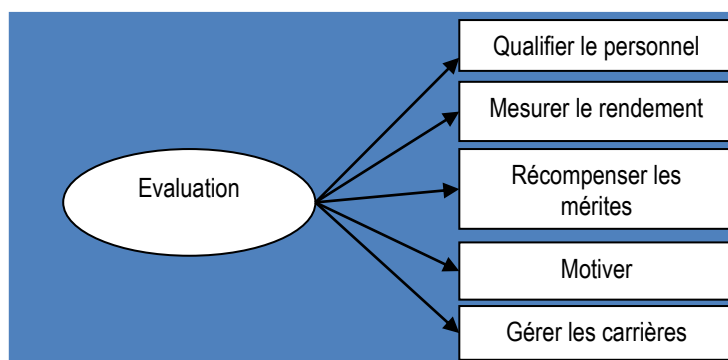 Qualifier le personnel
Mesurer le rendement
Evaluation
Récompenser les
mérites
Motiver
Gérer les carrières